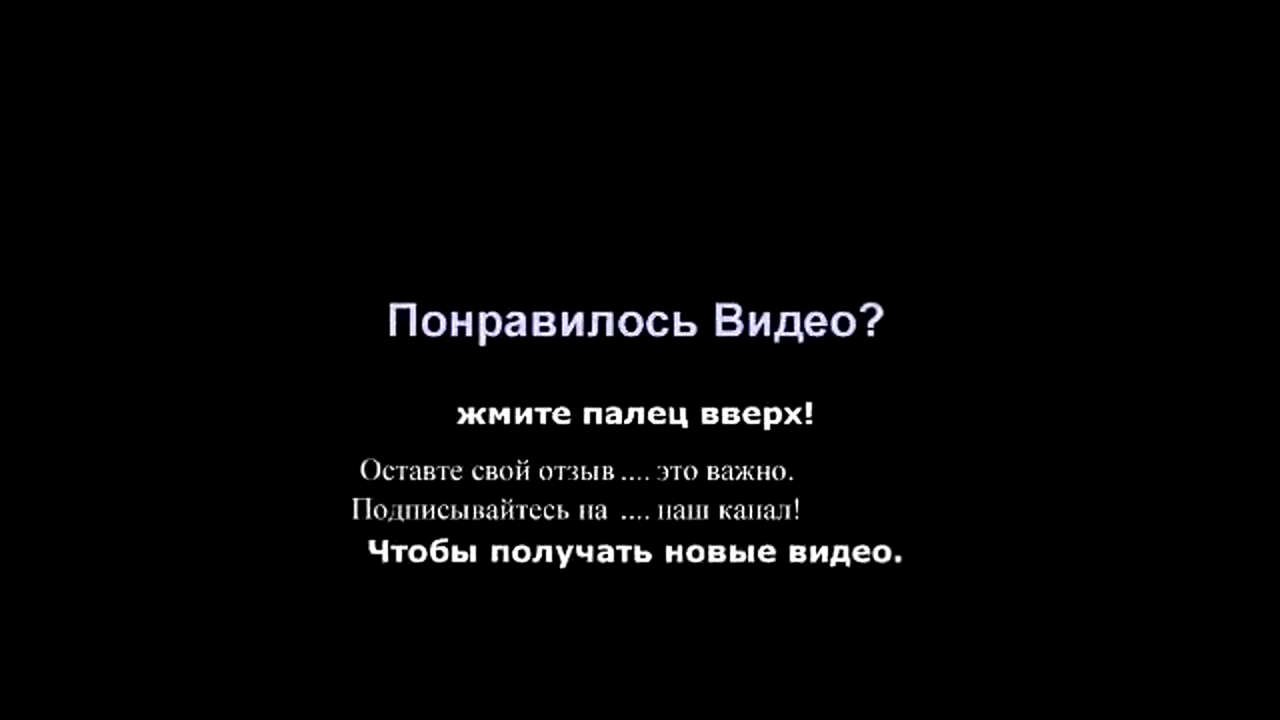 Понравилось Видео?
жмите палец вверх!
Оставте свой отзыв .... это важно.
Подписывайтесь на .... наш канал!
Чтобы получать новые видео.